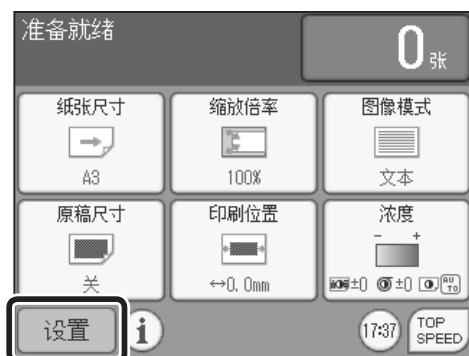 准备就绪
0张
纸张尺寸
缩放倍率
图像模式
A3
100%
文本
原稿尺寸
印刷位置
浓度
- +
关
↔0.0mm
±0 ±0 AUTO
设置
i
17:37
TOP
SPEED